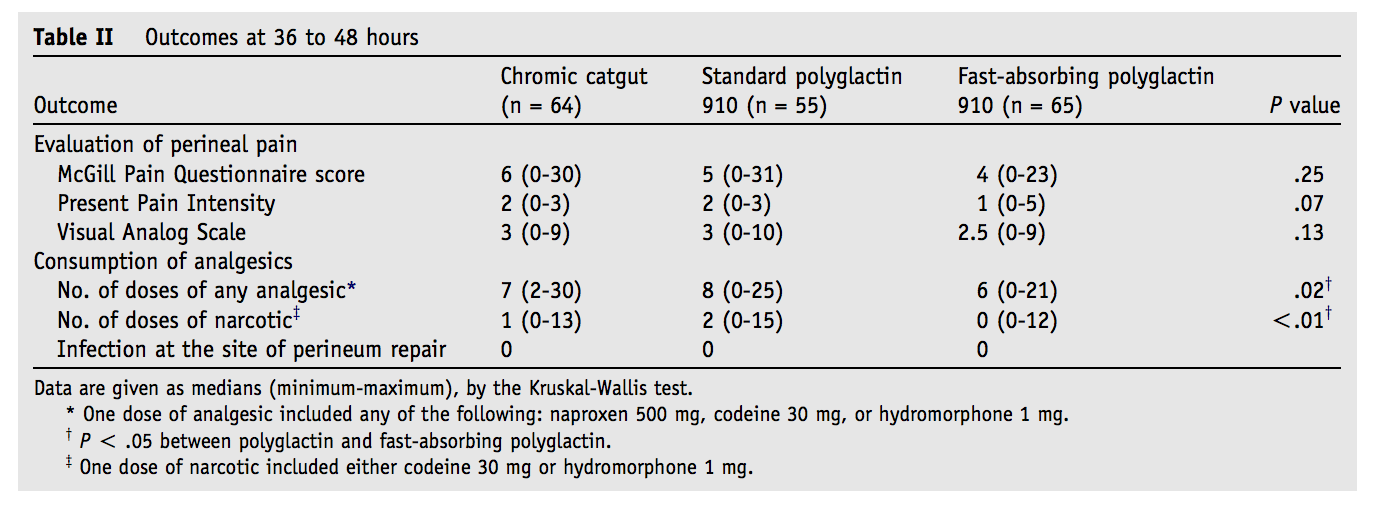 Table II Outcomes at 36 to 48 hours
Chromic catgut Standard polyglactin Fast-absorbing polyglactin
Outcome (n = 64) 910 (n = 55) 910 (n = 65) P value
Evaluation of perineal pain
McGill Pain Questionnaire score 6 (0-30) 5 (0-31) 4 (0-23) .25
Present Pain Intensity 2 (0-3) 2 (0-3) 1 (0-5) .07
Visual Analog Scale 3 (0-9) 3 (0-10) 2.5 (0-9) .13
Consumption of analgesics
No. of doses of any analgesic* 7 (2-30) 8 (0-25) 6 (0-21) .02†
No. of doses of narcotic‡ 1 (0-13) 2 (0-15) 0 (0-12) <.01†
Infection at the site of perineum repair 0 0 0
Data are given as medians (minimum-maximum), by the Kruskal-Wallis test.
* One dose of analgesic included any of the following: naproxen 500 mg, codeine 30 mg, or hydromorphone 1 mg.
† P < .05 between polyglactin and fast-absorbing polyglactin.
‡ One dose of narcotic included either codeine 30 mg or hydromorphone 1 mg.